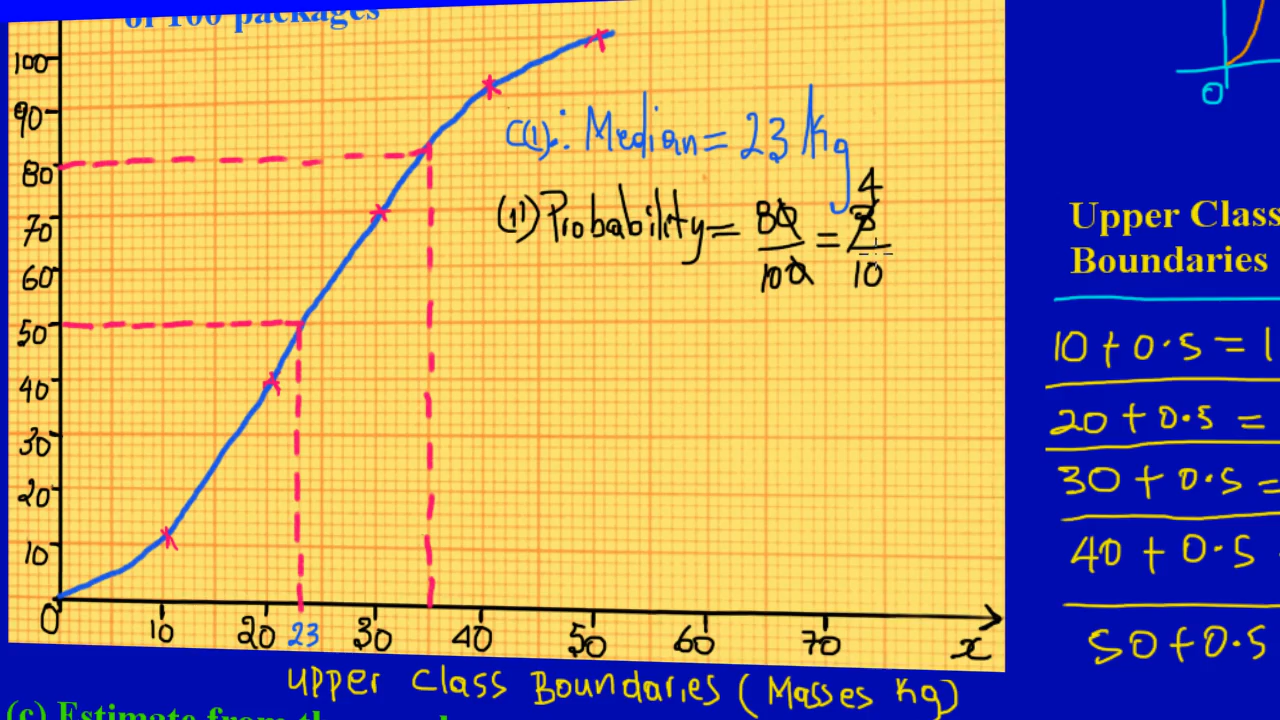 of 100 packages
100
90
80
70
60
50
40
30
20
10
0
C(i) ∴ Median = 23 Kg
(ii) Probability = 80/100 = 8/10
4
10 20 23 30 40 50 60 70 x
Upper Class Boundaries (Masses Kg)
(c) Estimate from the
0
Upper Class
Boundaries
10 + 0.5 = 1
20 + 0.5 =
30 + 0.5 =
40 + 0.5
50 + 0.5